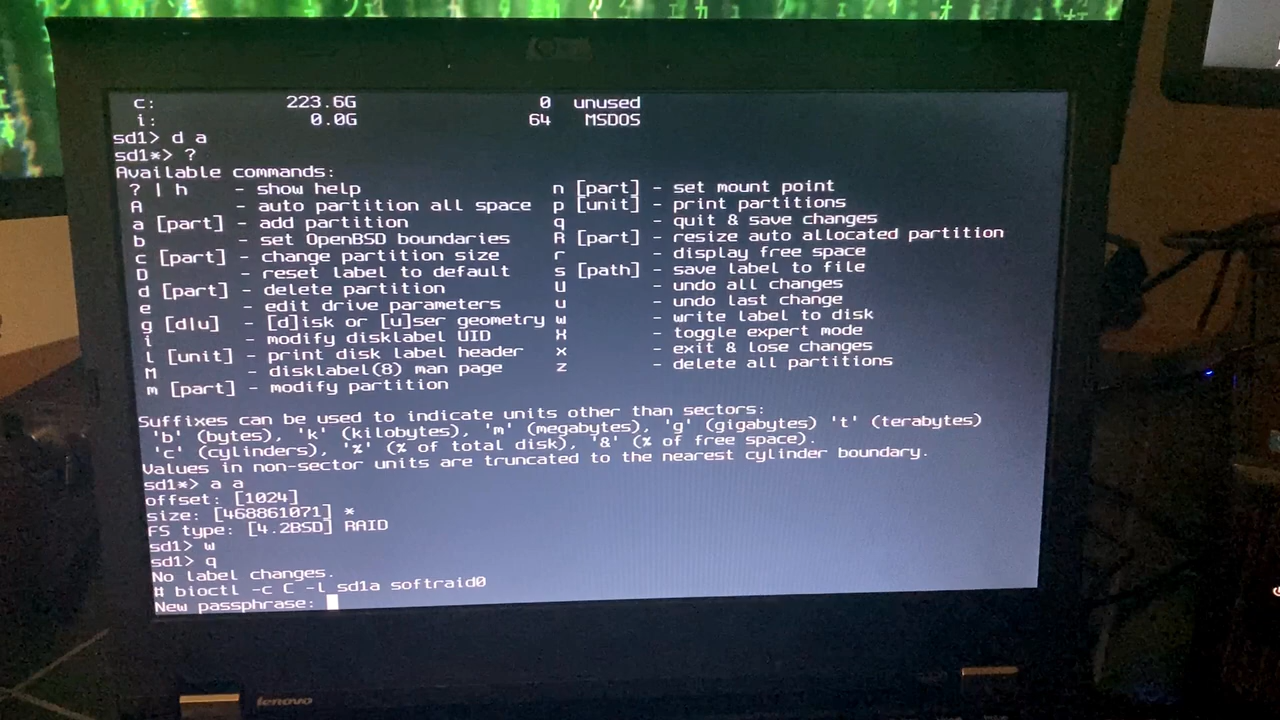 c: 223.6G 0 unused
i: 0.0G 64 MSDOS
sd1> d a
sd1*> ?
Available commands:
? | h - show help n [part] - set mount point
A - auto partition all space p [unit] - print partitions
a [part] - add partition q - quit & save changes
b - set OpenBSD boundaries R [part] - resize auto allocated partition
c [part] - change partition size r - display free space
D - reset label to default s [path] - save label to file
d [part] - delete partition U - undo all changes
e - edit drive parameters u - undo last change
g [d|u] - [d]isk or [u]ser geometry w - write label to disk
i - modify disklabel UID X - toggle expert mode
l [unit] - print disk label header x - exit & lose changes
M - disklabel(8) man page z - delete all partitions
m [part] - modify partition
Suffixes can be used to indicate units other than sectors:
'b' (bytes), 'k' (kilobytes), 'm' (megabytes), 'g' (gigabytes) 't' (terabytes)
'c' (cylinders), '%' (% of total disk), '&' (% of free space).
Values in non-sector units are truncated to the nearest cylinder boundary.
sd1*> a a
offset: [1024]
size: [468861071] *
FS type: [4.2BSD] RAID
sd1> w
sd1> q
No label changes.
# bioctl -c C -l sd1a softraid0
New passphrase:
lenovo